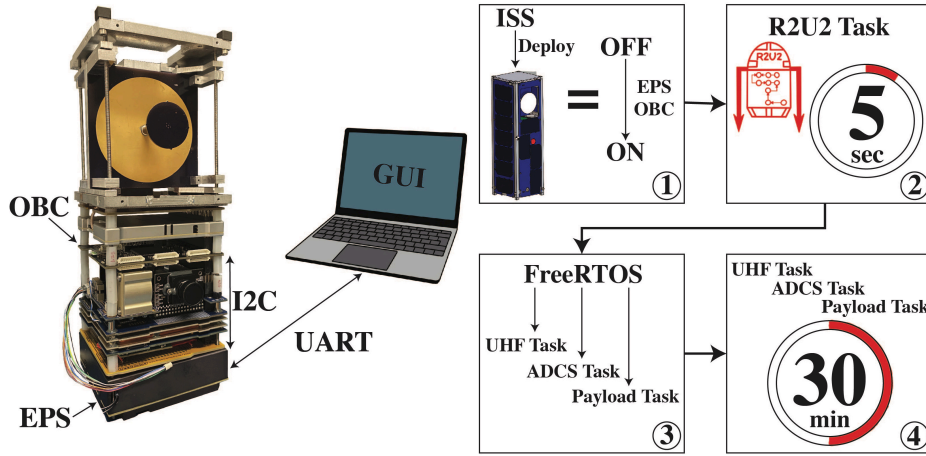 OBC
I2C
EPS
UART
GUI
ISS
Deploy
=
OFF
EPS
OBC
ON
1
R2U2 Task
R2U2
5
sec
2
FreeRTOS
UHF Task
ADCS Task
Payload Task
3
UHF Task
ADCS Task
Payload Task
30
min
4